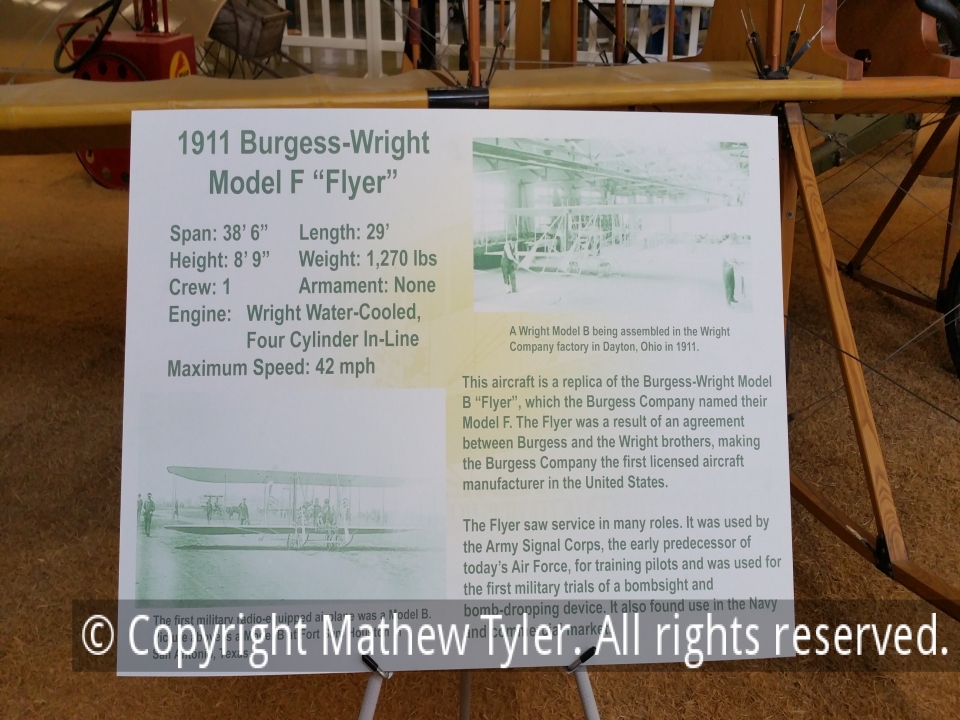 1911 Burgess-Wright
Model F “Flyer”
Span: 38’ 6” Length: 29’
Height: 8’ 9” Weight: 1,270 lbs
Crew: 1 Armament: None
Engine: Wright Water-Cooled,
Four Cylinder In-Line
Maximum Speed: 42 mph
The first military radio-equipped airplane was a Model B.
San Antonio, Texas
A Wright Model B being assembled in the Wright
Company factory in Dayton, Ohio in 1911.
This aircraft is a replica of the Burgess-Wright Model
B “Flyer”, which the Burgess Company named their
Model F. The Flyer was a result of an agreement
between Burgess and the Wright brothers, making
the Burgess Company the first licensed aircraft
manufacturer in the United States.
The Flyer saw service in many roles. It was used by
the Army Signal Corps, the early predecessor of
today’s Air Force, for training pilots and was used for
the first military trials of a bombsight and
bomb-dropping device. It also found use in the Navy
and commercial market
© Copyright Mathew Tyler. All rights reserved.